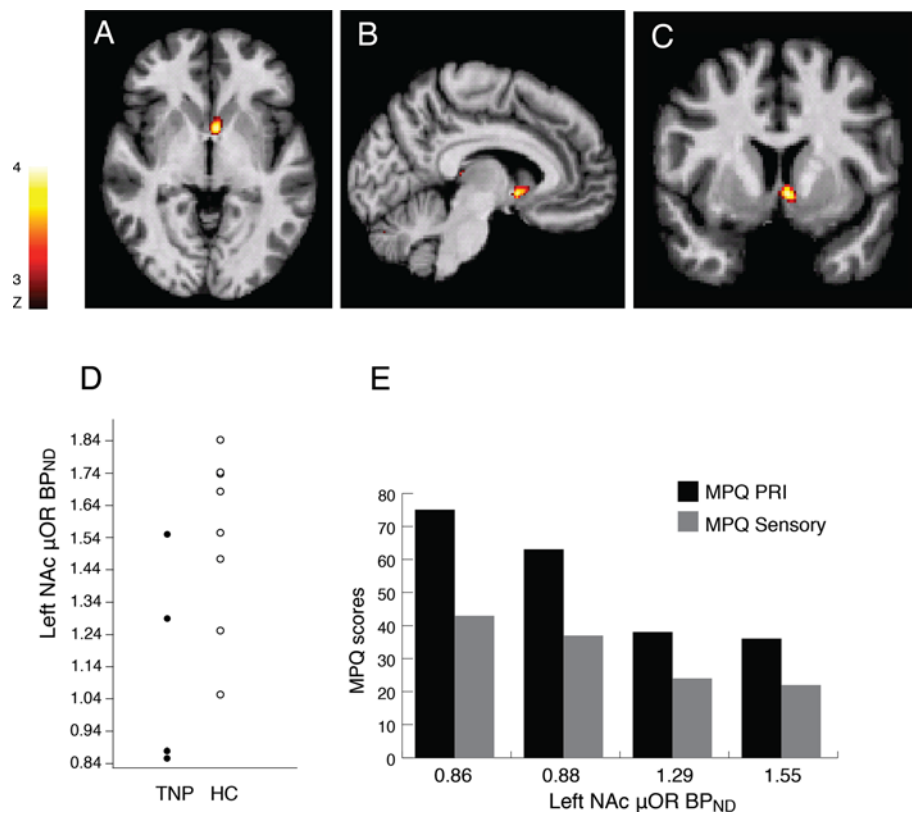 A
B
C
4
3
Z
D
Left NAc µOR BPND
1.84
1.74
1.64
1.54
1.44
1.34
1.24
1.14
1.04
0.94
0.84
TNP HC
E
MPQ PRI
MPQ Sensory
MPQ scores
80
70
60
50
40
30
20
10
0
0.86 0.88 1.29 1.55
Left NAc µOR BPND